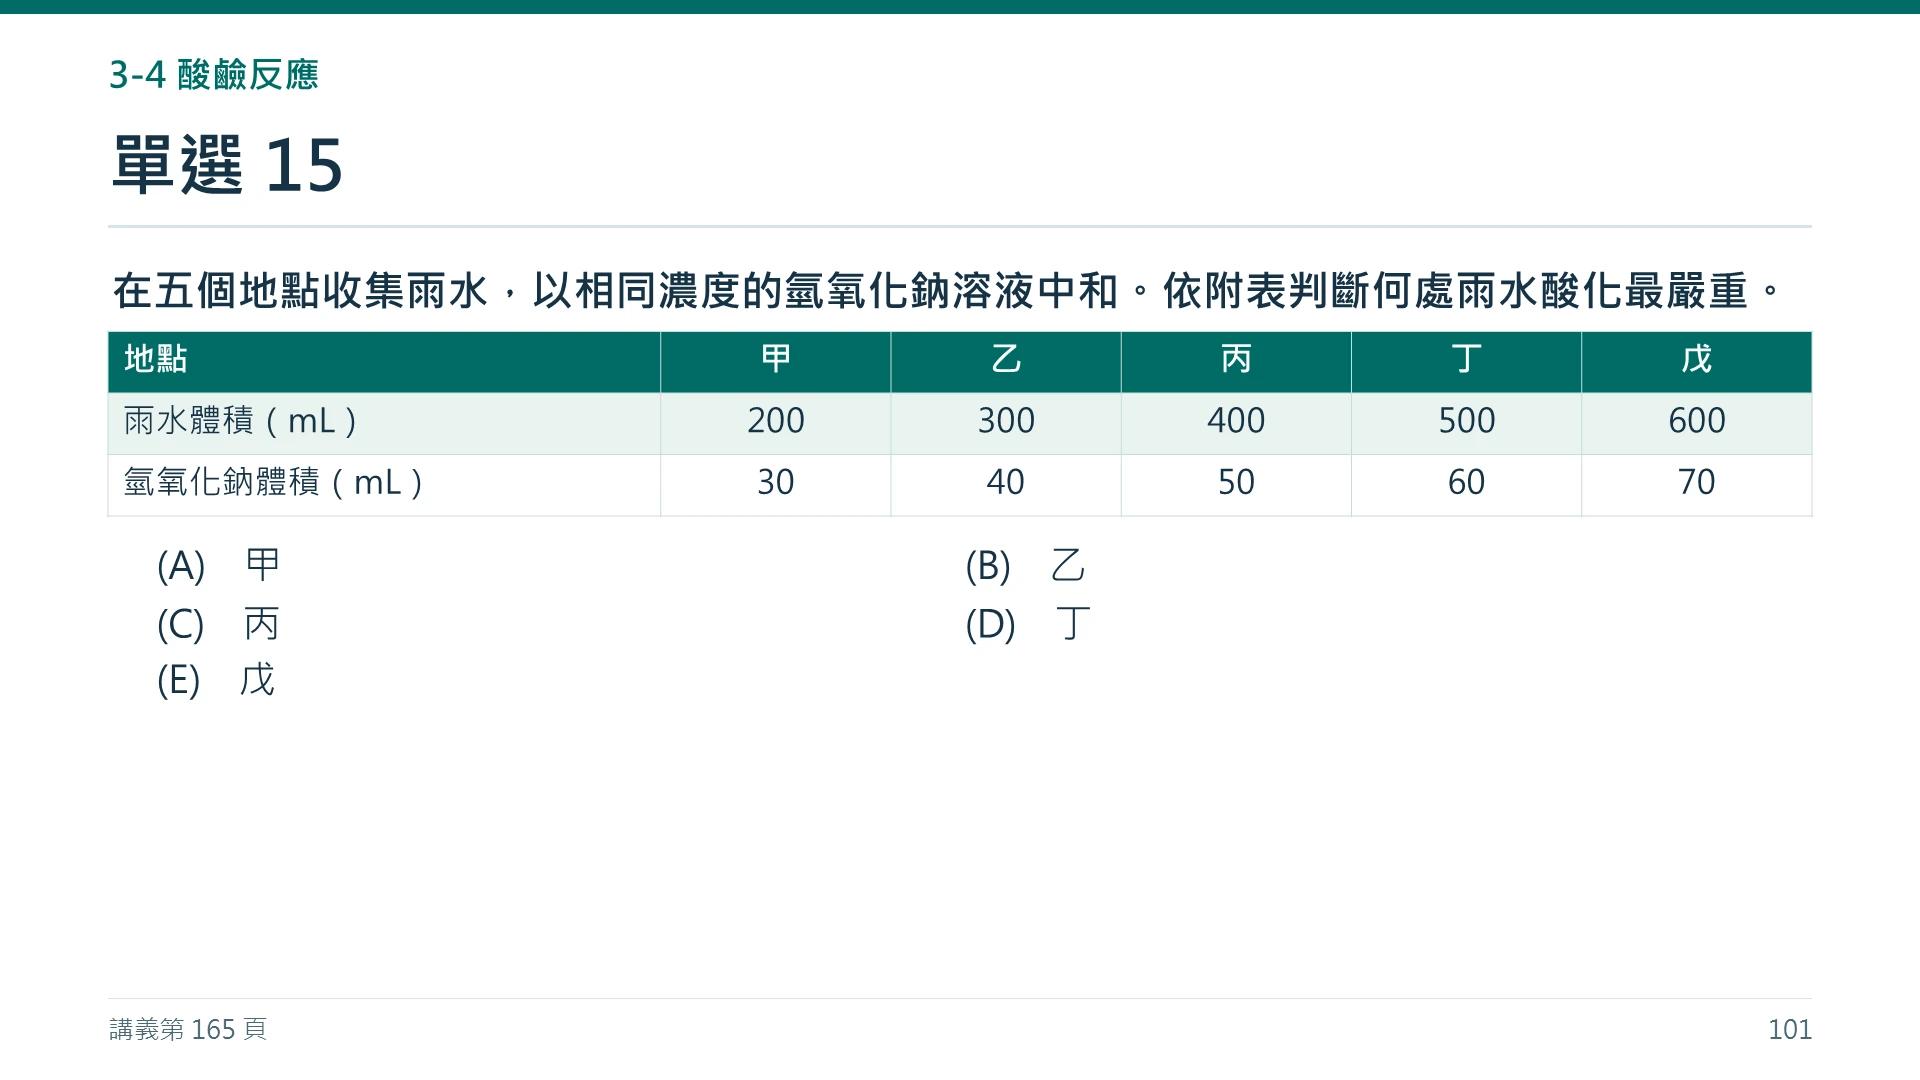 3-4 酸鹼反應
單選 15
在五個地點收集雨水，以相同濃度的氫氧化鈉溶液中和。依附表判斷何處雨水酸化最嚴重。
地點 甲 乙 丙 丁 戊
雨水體積（mL） 200 300 400 500 600
氫氧化鈉體積（mL） 30 40 50 60 70
(A) 甲 (B) 乙
(C) 丙 (D) 丁
(E) 戊
講義第 165 頁 101